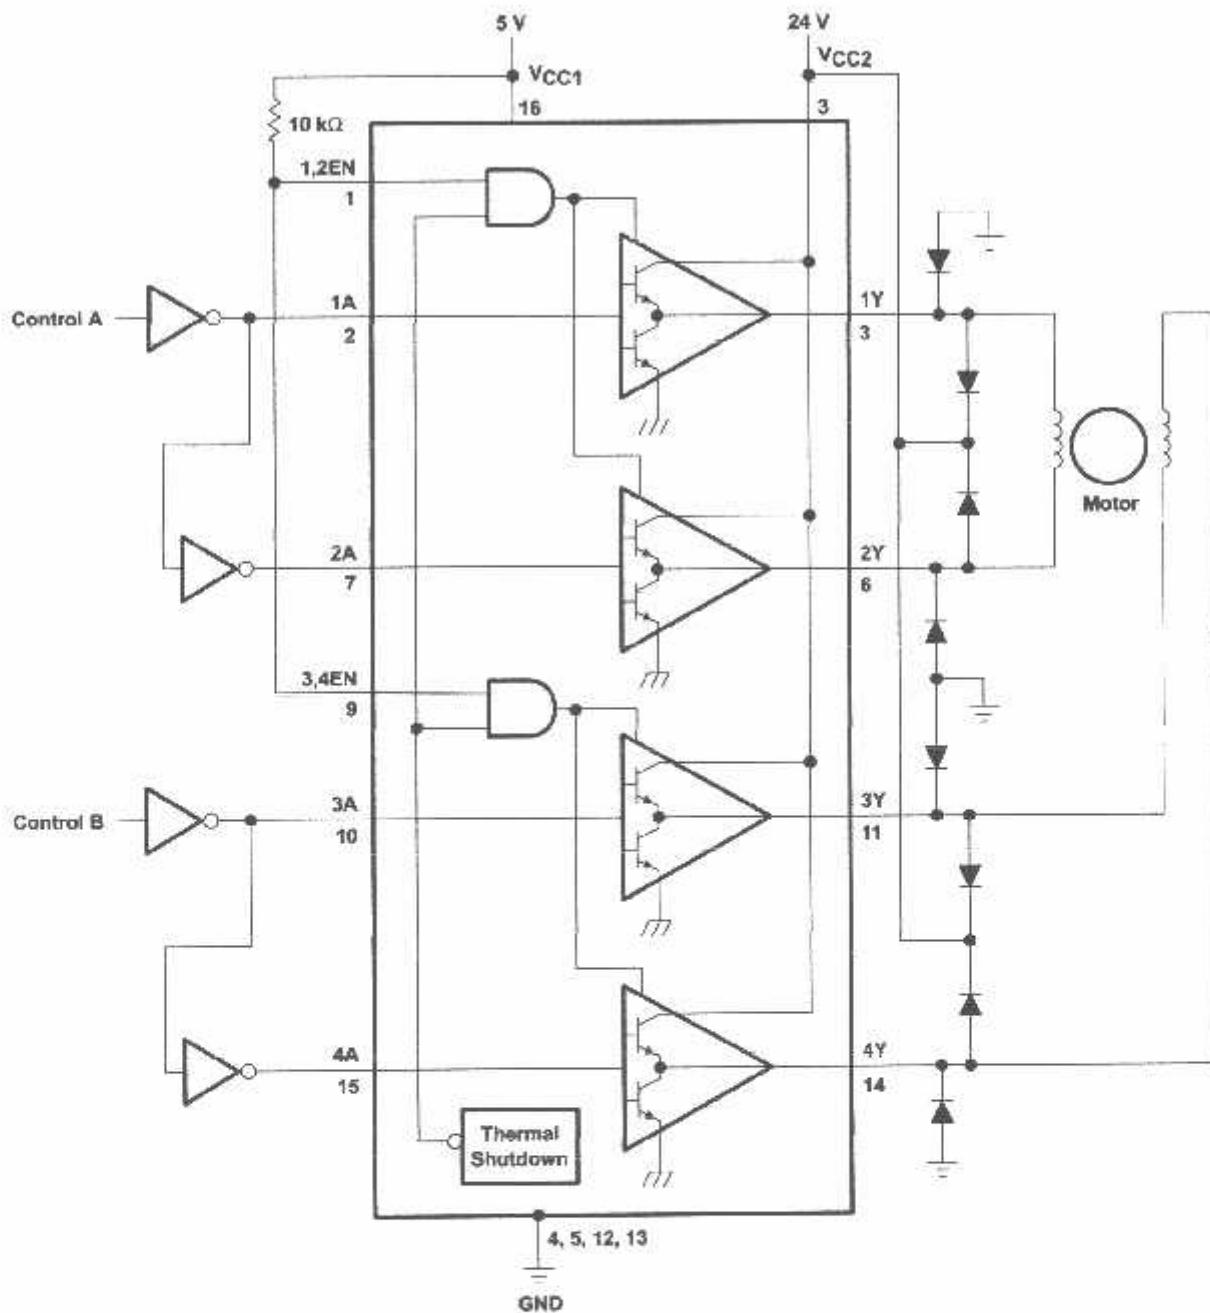 5 V
24 V
VCC1
VCC2
16
3
10 kΩ
1,2EN
1
Control A
1A
2
1Y
3
Motor
2A
7
2Y
6
3,4EN
9
Control B
3A
10
3Y
11
4A
15
4Y
14
Thermal
Shutdown
4, 5, 12, 13
GND